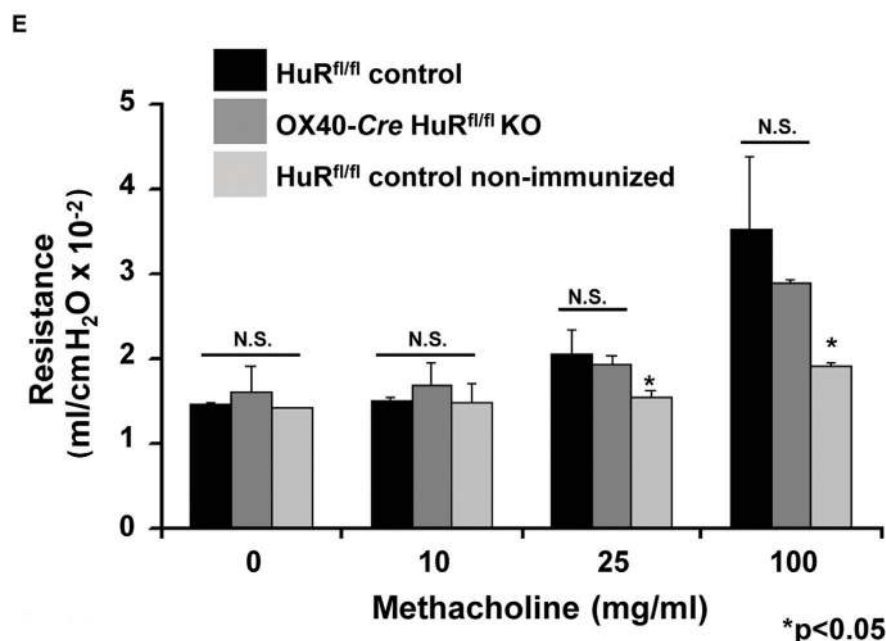 E
HuR^fl/fl control
OX40-Cre HuR^fl/fl KO
HuR^fl/fl control non-immunized
Resistance
(ml/cmH₂O x 10⁻²)
5
4
3
2
1
0
N.S.
N.S.
N.S.
*
N.S.
*
0 10 25 100
Methacholine (mg/ml)
*p<0.05